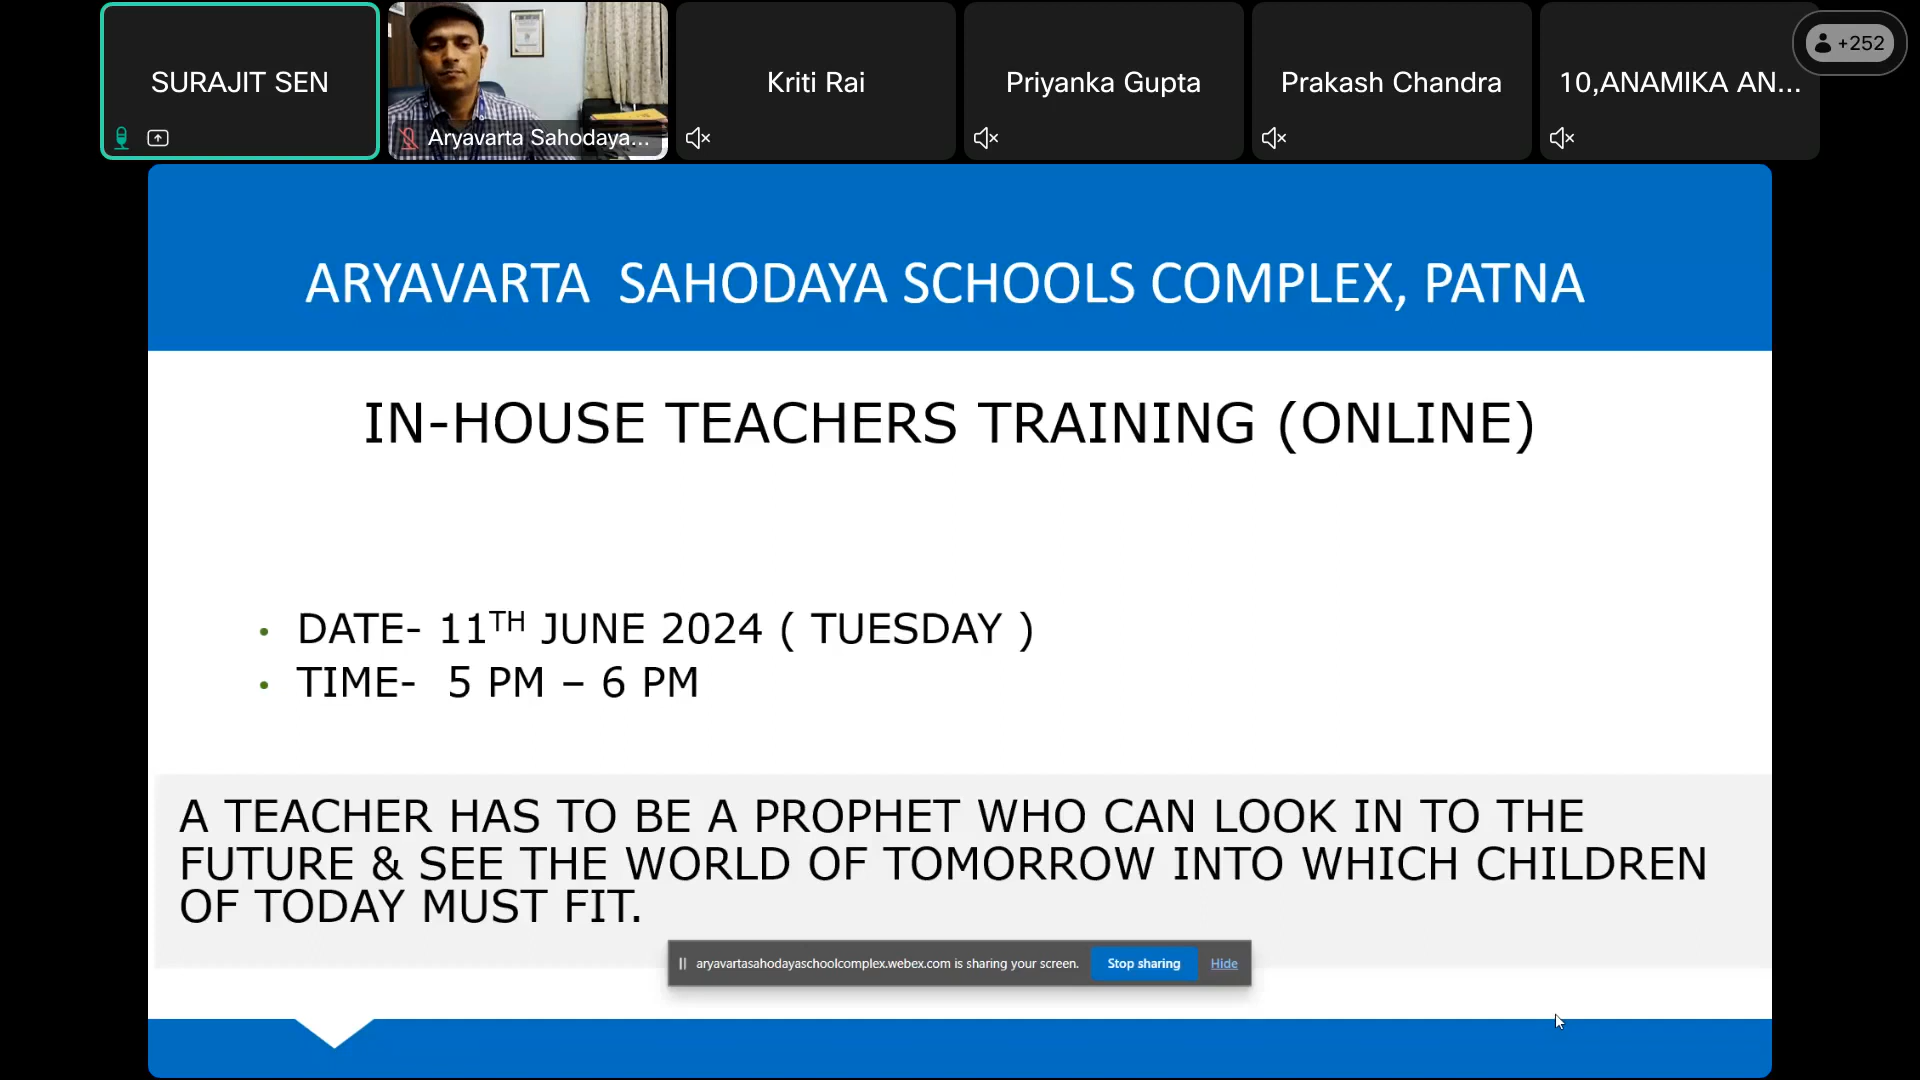 SURAJIT SEN
Aryavarta Sahodaya...
Kriti Rai
Priyanka Gupta
Prakash Chandra
10,ANAMIKA AN...
+252
ARYAVARTA SAHODAYA SCHOOLS COMPLEX, PATNA
IN-HOUSE TEACHERS TRAINING (ONLINE)
• DATE- 11TH JUNE 2024 ( TUESDAY )
• TIME- 5 PM – 6 PM
A TEACHER HAS TO BE A PROPHET WHO CAN LOOK IN TO THE
FUTURE & SEE THE WORLD OF TOMORROW INTO WHICH CHILDREN
OF TODAY MUST FIT.
aryavartasahodayaschoolcomplex.webex.com is sharing your screen. Stop sharing Hide